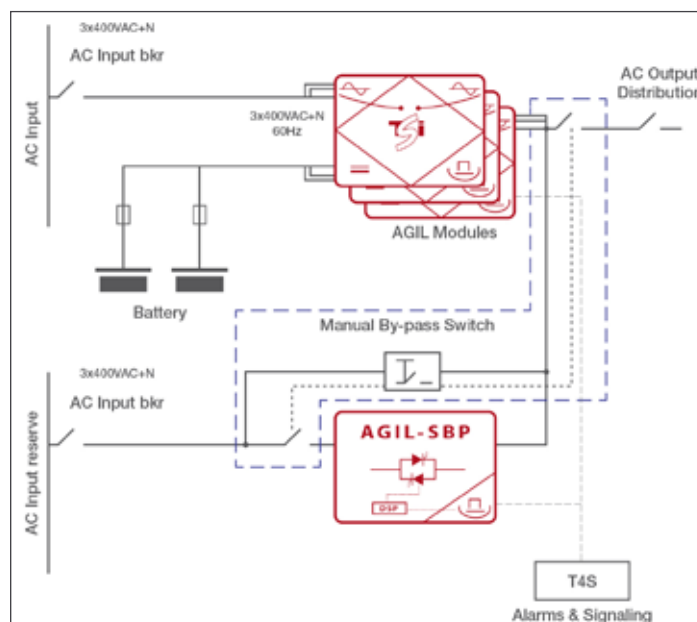 3x400VAC+N
AC Input bkr
AC Input
3x400VAC+N
60Hz
AC Output
Distribution
AGIL Modules
Battery
Manual By-pass Switch
3x400VAC+N
AC Input bkr
AC Input reserve
AGIL-SBP
DSP
T4S
Alarms & Signaling